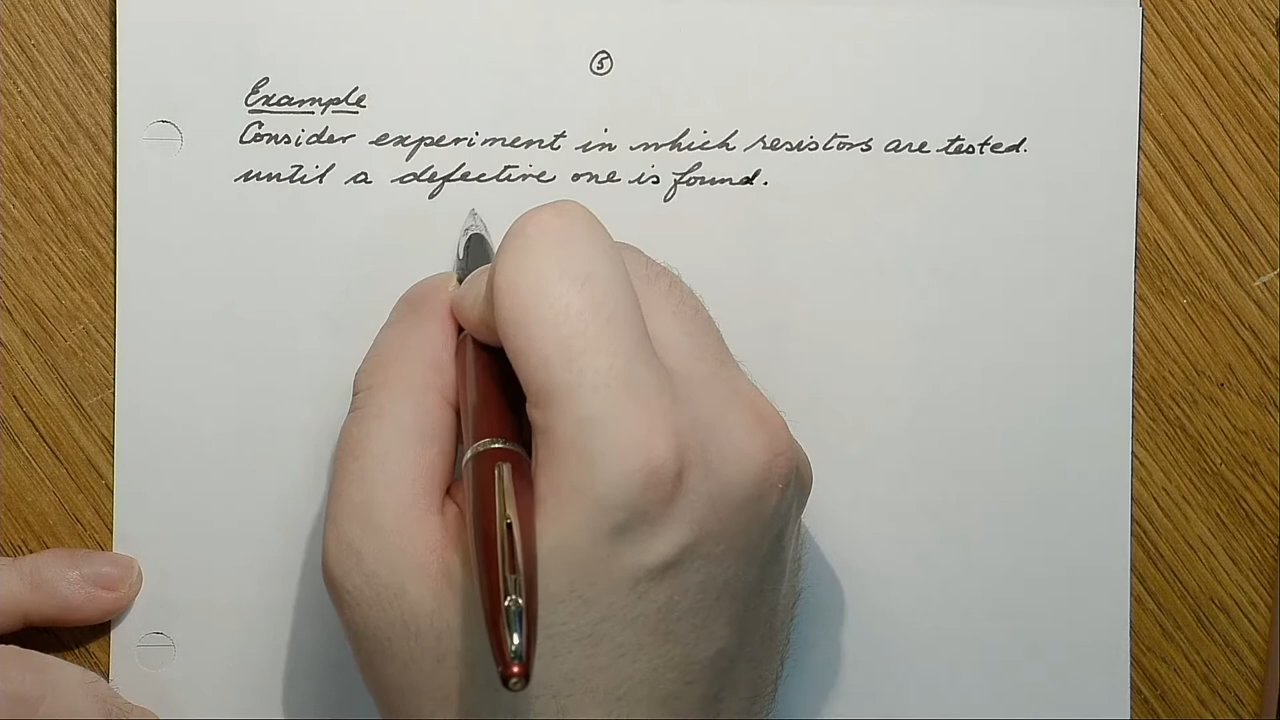 5
Example
Consider experiment in which resistors are tested.
until a defective one is found.